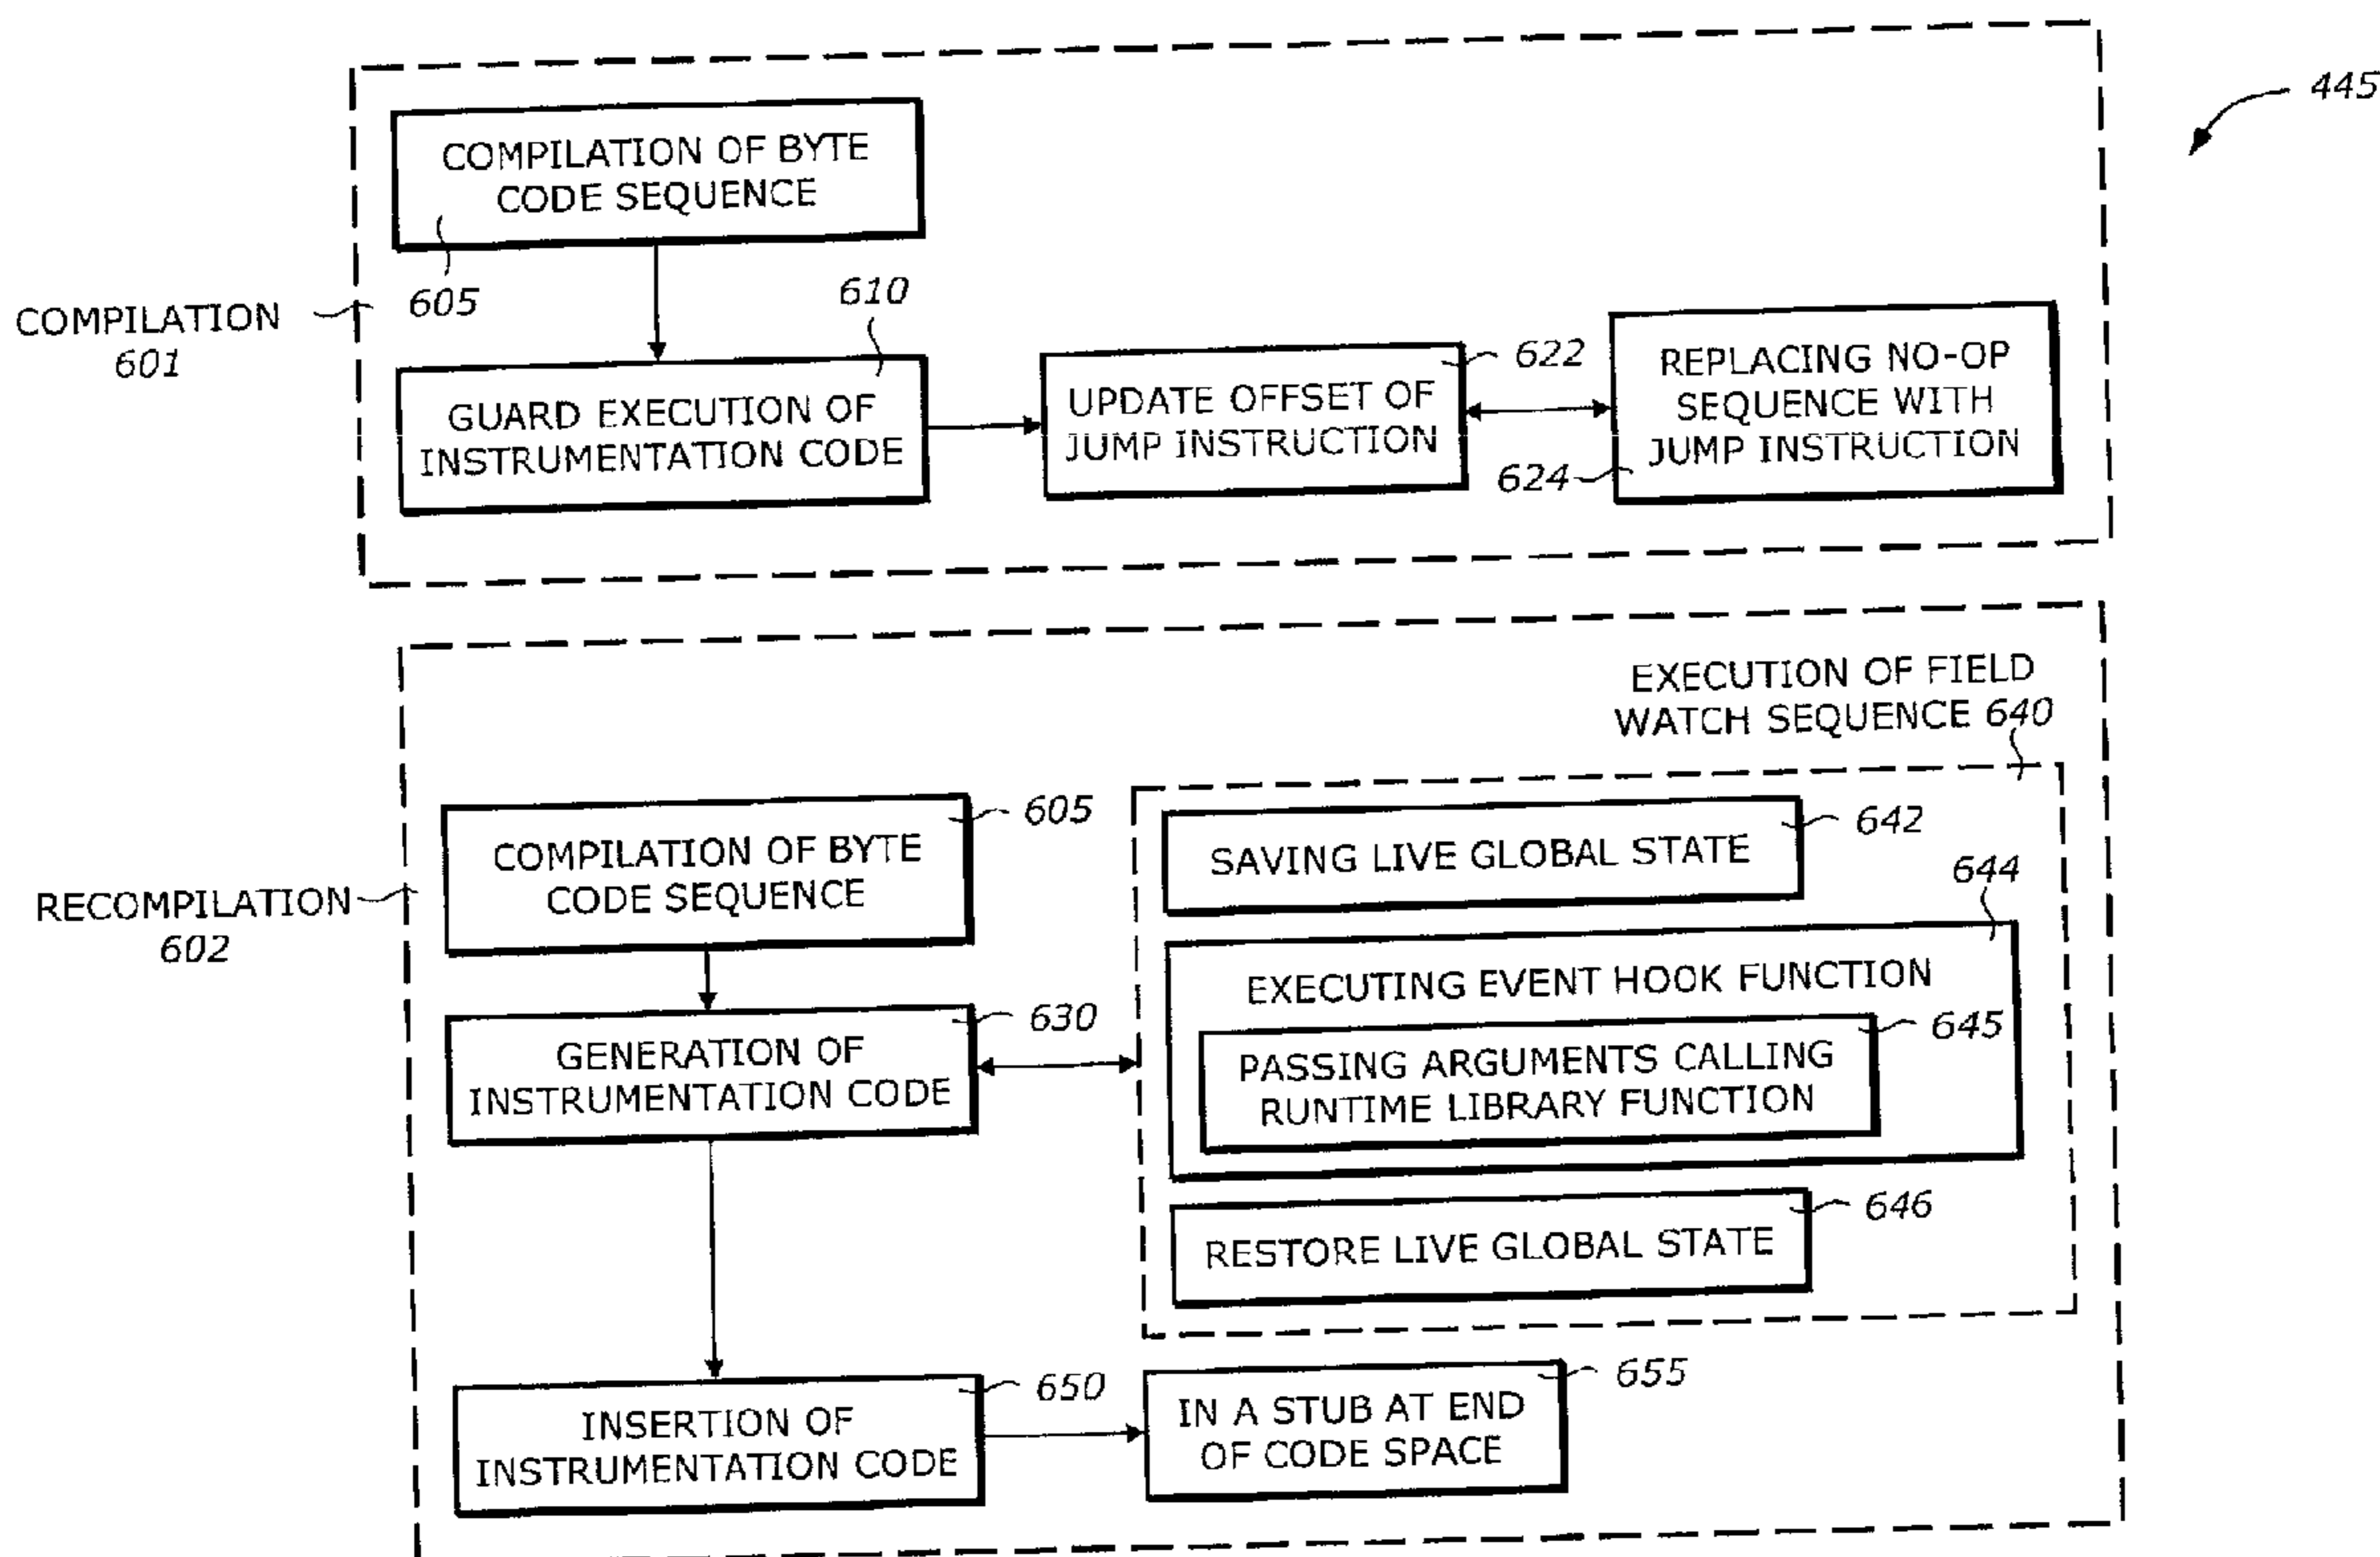 445
COMPILATION OF BYTE
CODE SEQUENCE
605
COMPILATION
601
610
GUARD EXECUTION OF
INSTRUMENTATION CODE
UPDATE OFFSET OF
JUMP INSTRUCTION
622
REPLACING NO-OP
SEQUENCE WITH
JUMP INSTRUCTION
624
EXECUTION OF FIELD
WATCH SEQUENCE 640
RECOMPILATION
602
COMPILATION OF BYTE
CODE SEQUENCE
605
SAVING LIVE GLOBAL STATE
642
644
EXECUTING EVENT HOOK FUNCTION
645
PASSING ARGUMENTS CALLING
RUNTIME LIBRARY FUNCTION
GENERATION OF
INSTRUMENTATION CODE
630
RESTORE LIVE GLOBAL STATE
646
INSERTION OF
INSTRUMENTATION CODE
650
IN A STUB AT END
OF CODE SPACE
655